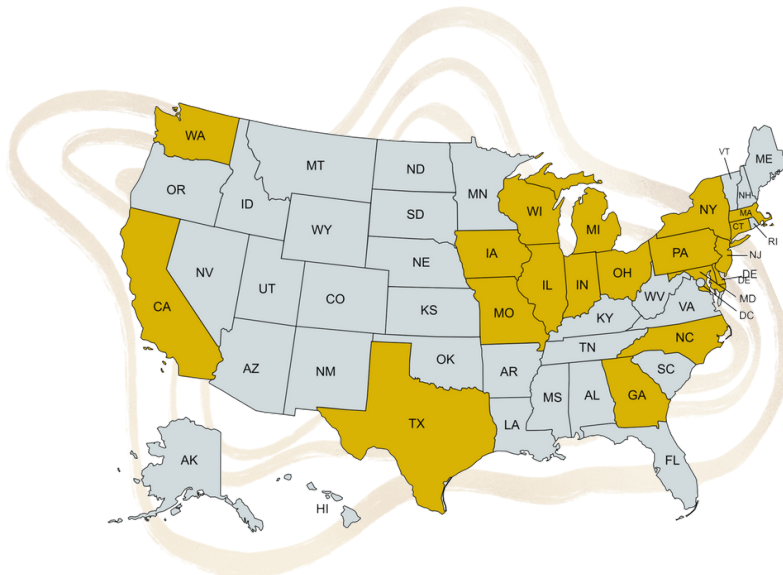 WA
MT
ND
MN
VT
ME
OR
ID
SD
WI
NH
WY
MI
NY
MA
CT
RI
IA
NE
PA
NJ
NV
IL
IN
OH
DE
DE
UT
CO
WV
MD
CA
KS
MO
KY
VA
DC
NC
TN
OK
AZ
NM
AR
SC
MS
AL
GA
TX
LA
AK
FL
HI